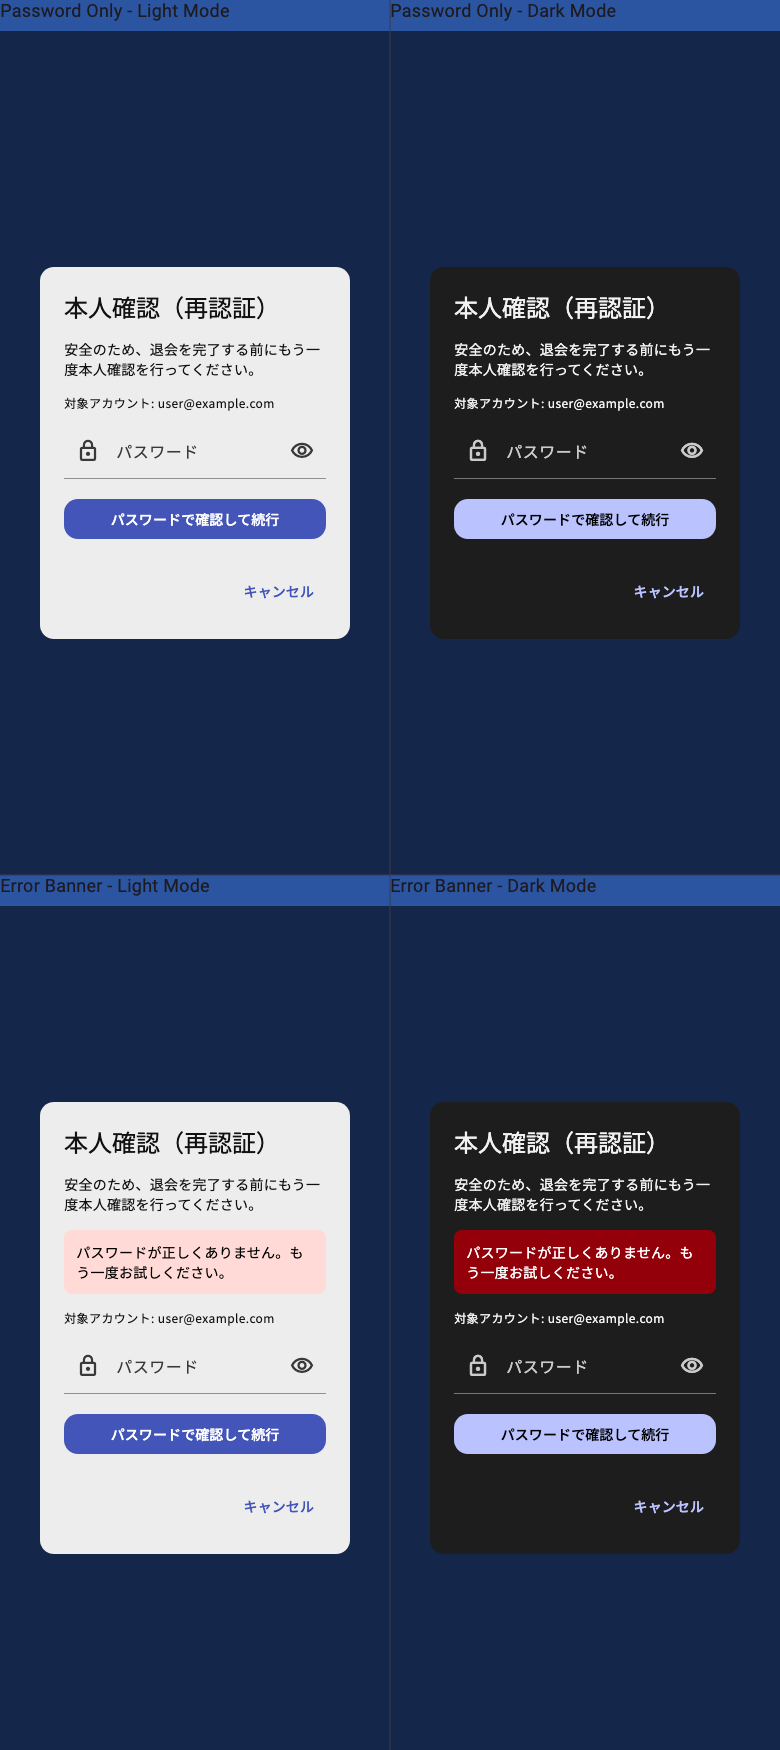 Password Only - Light Mode
本人確認（再認証）
安全のため、退会を完了する前にもう一
度本人確認を行ってください。
対象アカウント: user@example.com
パスワード
パスワードで確認して続行
キャンセル
Password Only - Dark Mode
本人確認（再認証）
安全のため、退会を完了する前にもう一
度本人確認を行ってください。
対象アカウント: user@example.com
パスワード
パスワードで確認して続行
キャンセル
Error Banner - Light Mode
本人確認（再認証）
安全のため、退会を完了する前にもう一
度本人確認を行ってください。
パスワードが正しくありません。も
う一度お試しください。
対象アカウント: user@example.com
パスワード
パスワードで確認して続行
キャンセル
Error Banner - Dark Mode
本人確認（再認証）
安全のため、退会を完了する前にもう一
度本人確認を行ってください。
パスワードが正しくありません。も
う一度お試しください。
対象アカウント: user@example.com
パスワード
パスワードで確認して続行
キャンセル